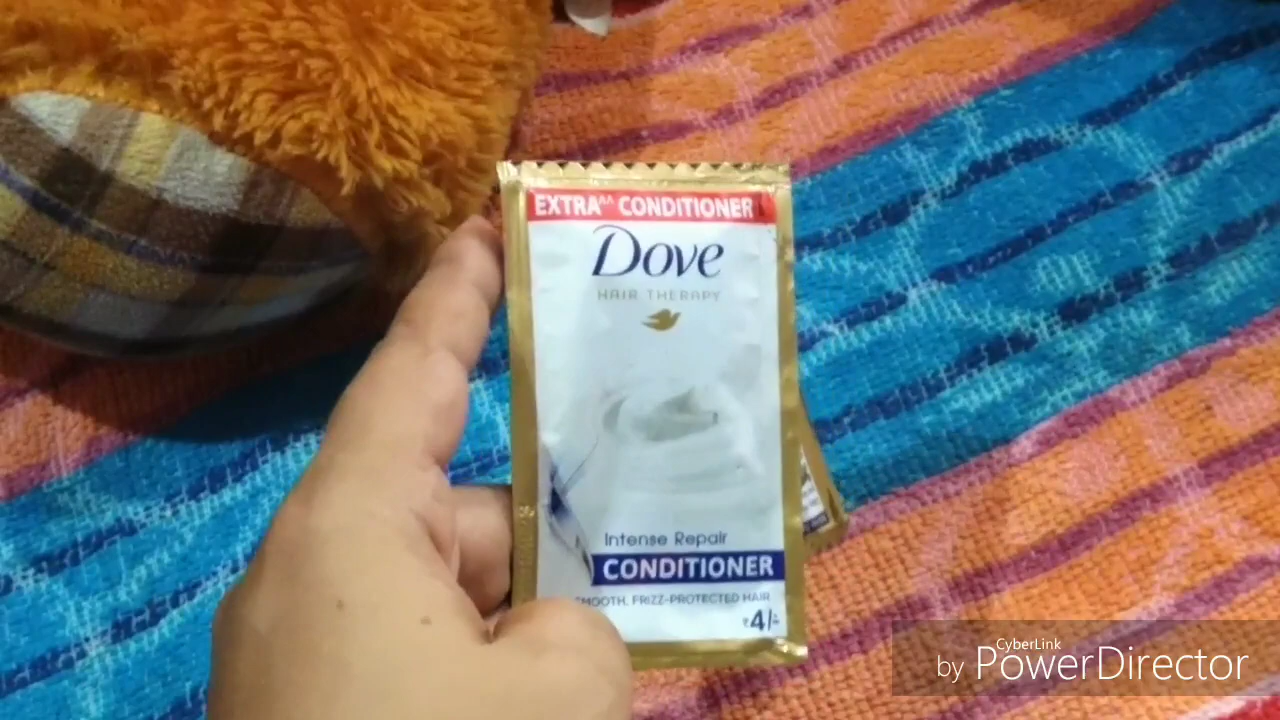 EXTRA^^ CONDITIONER
Dove
HAIR THERAPY
Intense Repair
CONDITIONER
SMOOTH, FRIZZ-PROTECTED HAIR
₹4/-
CyberLink
by PowerDirector